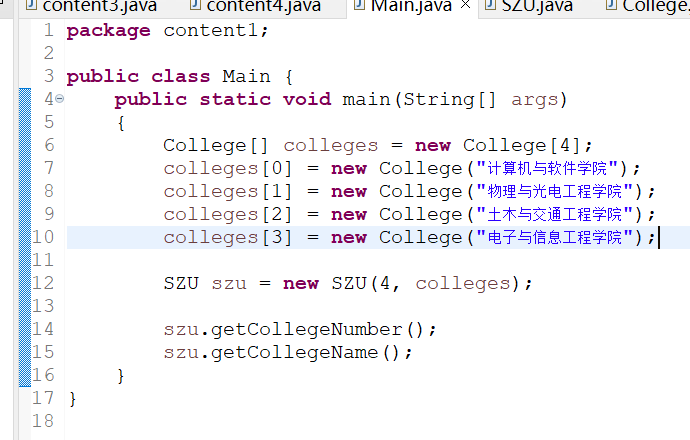 content3.java content4.java Main.java SZU.java College.
1 package content1;
2
3 public class Main {
4 public static void main(String[] args)
5 {
6 College[] colleges = new College[4];
7 colleges[0] = new College("计算机与软件学院");
8 colleges[1] = new College("物理与光电工程学院");
9 colleges[2] = new College("土木与交通工程学院");
10 colleges[3] = new College("电子与信息工程学院");
11
12 SZU szu = new SZU(4, colleges);
13
14 szu.getCollegeNumber();
15 szu.getCollegeName();
16 }
17 }
18